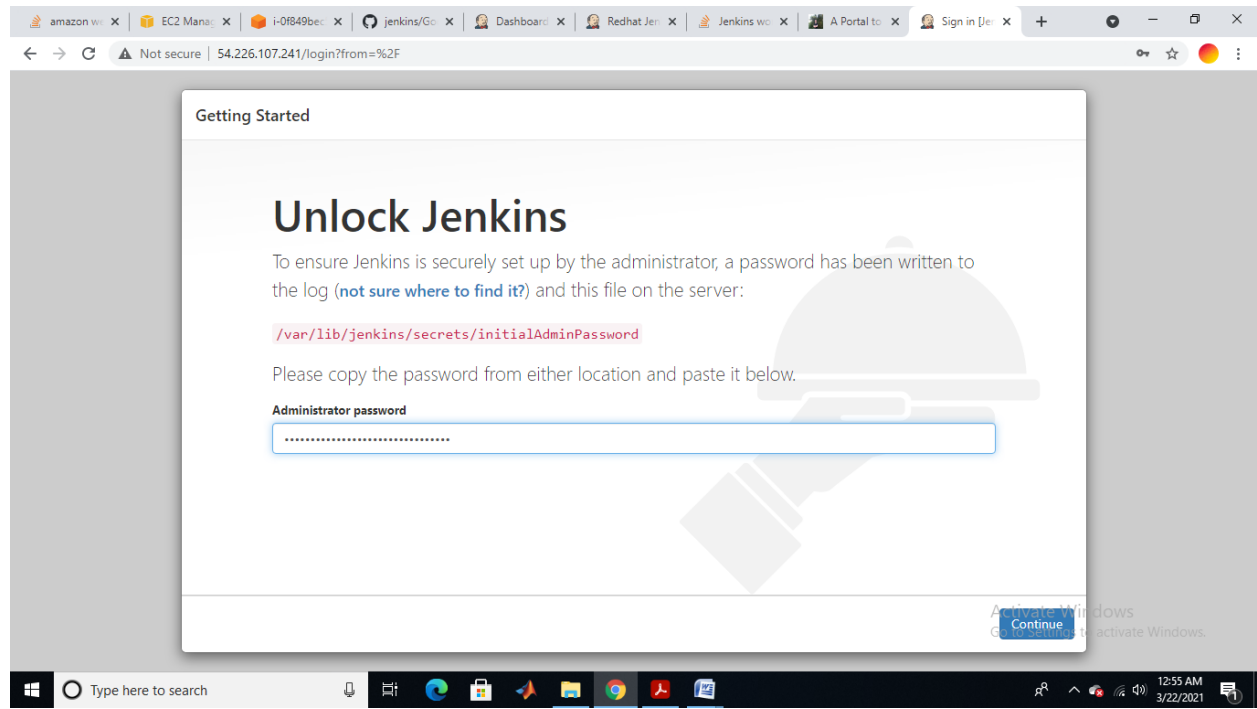 amazon we
EC2 Manag
i-0f849bec
jenkins/Go
Dashboard
Redhat Jen
Jenkins wo
A Portal to
Sign in [Jen
Not secure | 54.226.107.241/login?from=%2F
Getting Started
Unlock Jenkins
To ensure Jenkins is securely set up by the administrator, a password has been written to
the log (not sure where to find it?) and this file on the server:
/var/lib/jenkins/secrets/initialAdminPassword
Please copy the password from either location and paste it below.
Administrator password
Activate Windows
Continue
Go to Settings to activate Windows.
Type here to search
12:55 AM
3/22/2021